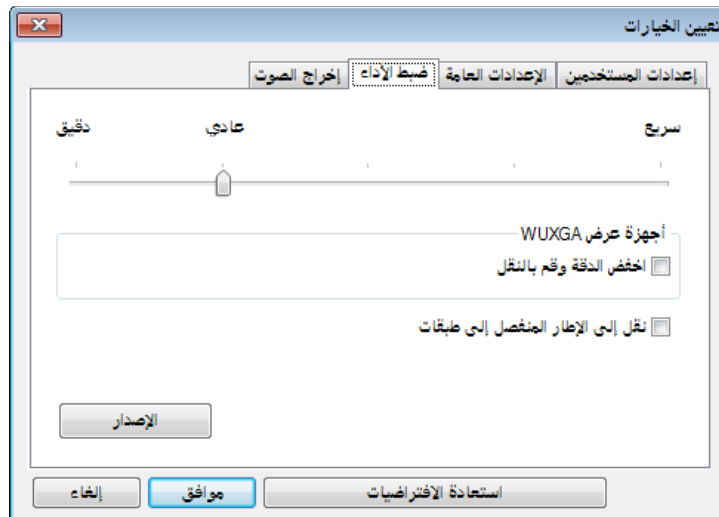 تعيين الخيارات
إعدادات المستخدمين الإعدادات العامة ضبط الأداء إخراج الصوت
سريع عادي دقيق
أجهزة عرض WUXGA
اخفض الدقة وقم بالنقل
نقل إلى الإطار المنفصل إلى طبقات
الإصدار
استعادة الافتراضيات موافق إلغاء